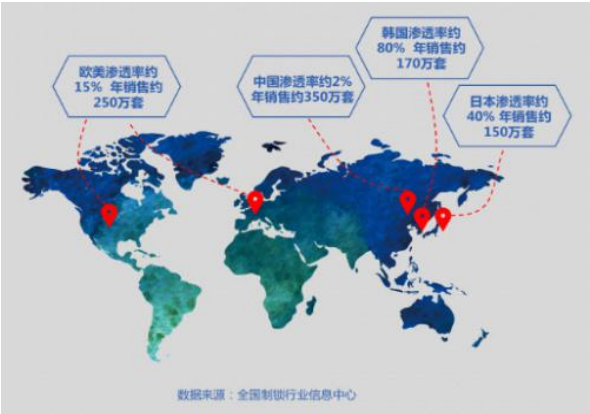 欧美渗透率约
15% 年销售约
250万套
中国渗透率约2%
年销售约350万套
韩国渗透率约
80% 年销售约
170万套
日本渗透率约
40% 年销售约
150万套
数据来源：全国制锁行业信息中心